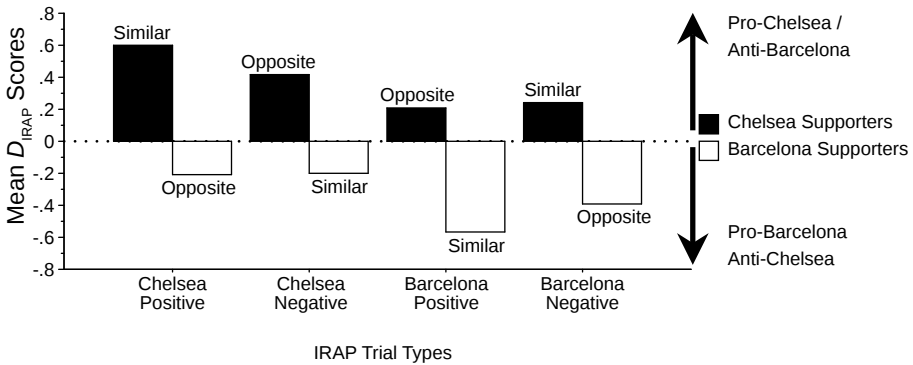 Mean D_IRAP Scores
.8
.6
.4
.2
0
-.2
-.4
-.6
-.8
Similar
Opposite
Opposite
Similar
Opposite
Similar
Similar
Opposite
Chelsea
Positive
Chelsea
Negative
Barcelona
Positive
Barcelona
Negative
IRAP Trial Types
Pro-Chelsea /
Anti-Barcelona
Chelsea Supporters
Barcelona Supporters
Pro-Barcelona
Anti-Chelsea